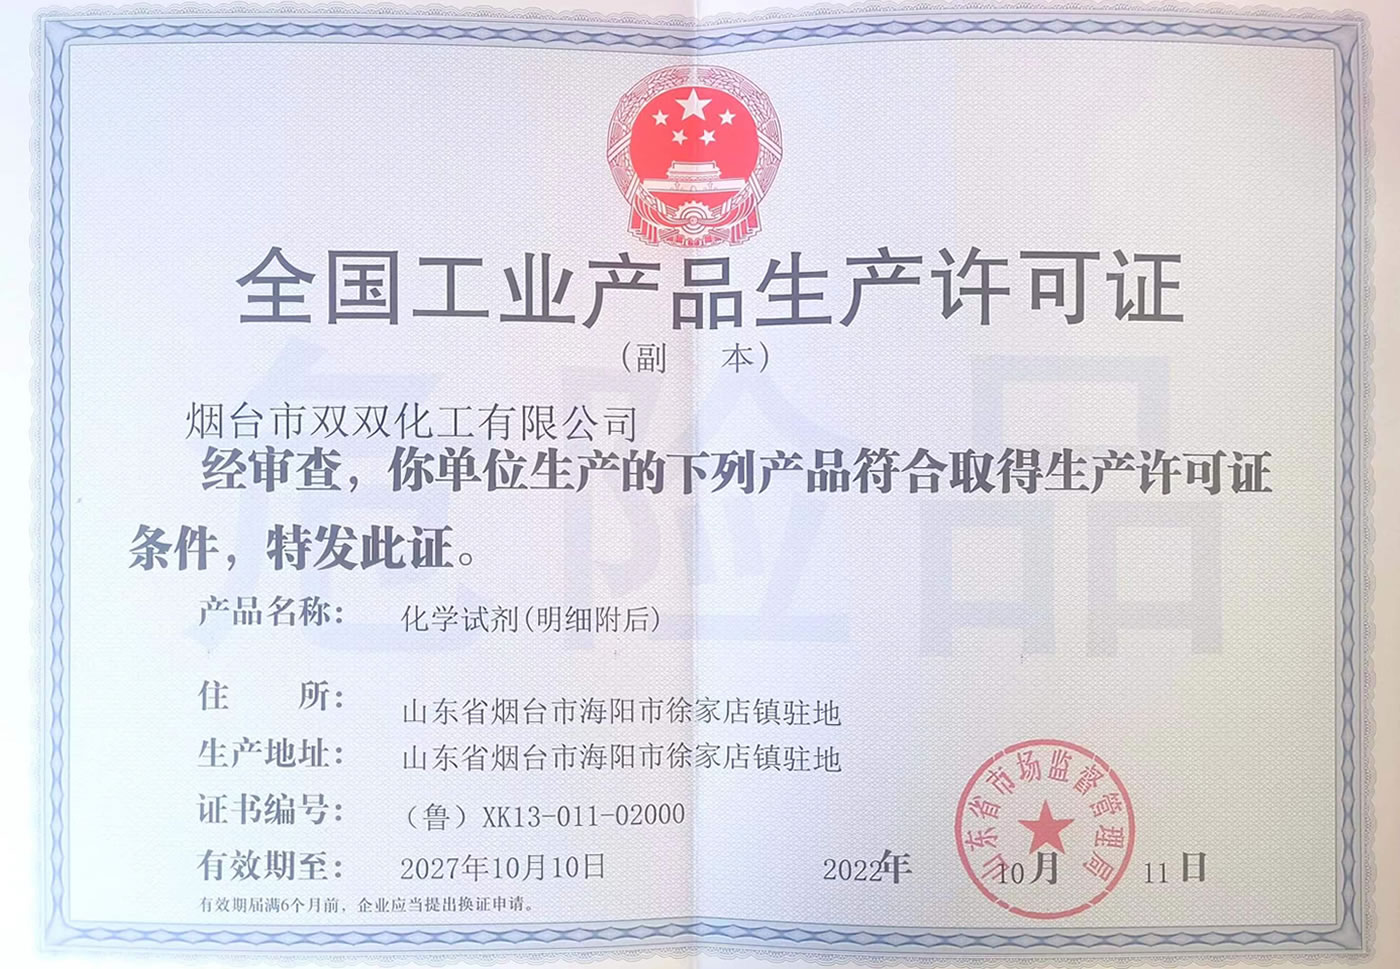 全国工业产品生产许可证
（副 本）
烟台市双双化工有限公司
经审查，你单位生产的下列产品符合取得生产许可证
条件，特发此证。
产品名称： 化学试剂(明细附后)
住 所： 山东省烟台市海阳市徐家店镇驻地
生产地址： 山东省烟台市海阳市徐家店镇驻地
证书编号： （鲁）XK13-011-02000
有效期至： 2027年10月10日
2022年 10月 11日
山东省市场监督管理局
有效期届满6个月前，企业应当提出换证申请。
危险品